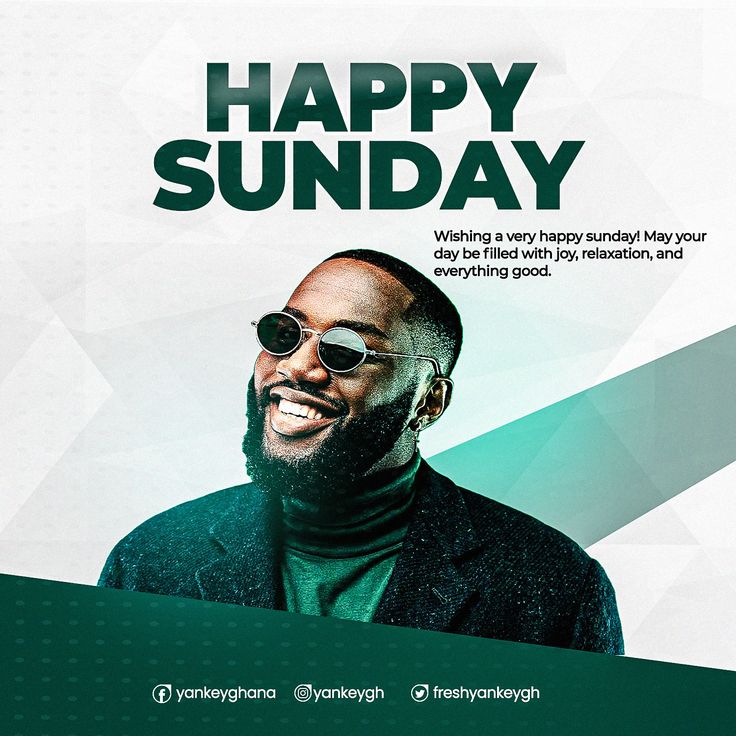 HAPPY
SUNDAY
Wishing a very happy sunday! May your
day be filled with joy, relaxation, and
everything good.
yankeyghana yankeygh freshyankeygh